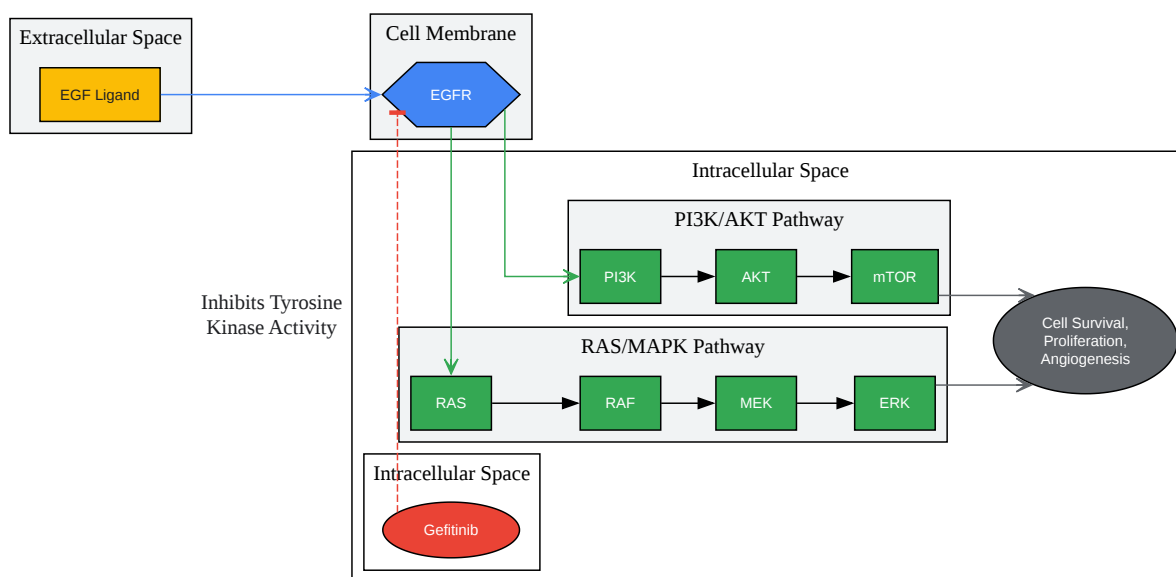 Extracellular Space
EGF Ligand
Cell Membrane
EGFR
Intracellular Space
PI3K/AKT Pathway
PI3K
AKT
mTOR
Inhibits Tyrosine
Kinase Activity
Cell Survival,
Proliferation,
Angiogenesis
RAS/MAPK Pathway
RAS
RAF
MEK
ERK
Intracellular Space
Gefitinib